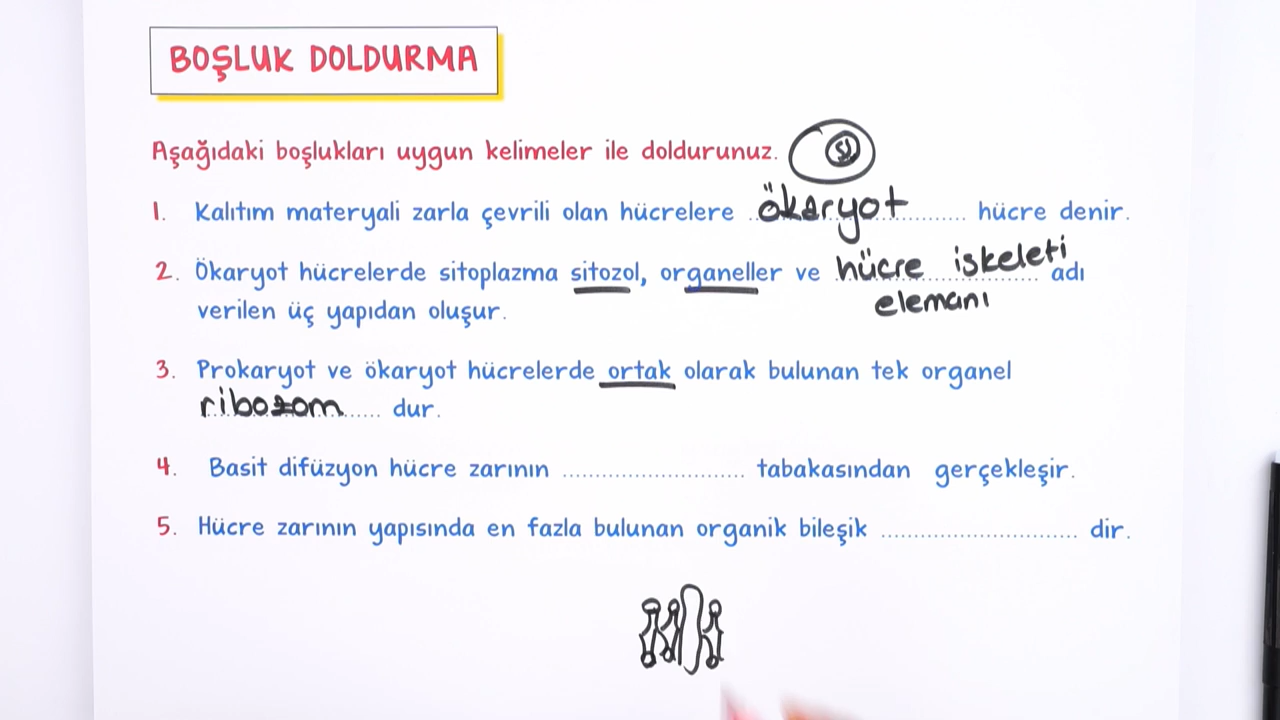 BOŞLUK DOLDURMA
Aşağıdaki boşlukları uygun kelimeler ile doldurunuz.
1. Kalıtım materyali zarla çevrili olan hücrelere ökaryot hücre denir.
2. Ökaryot hücrelerde sitoplazma sitozol, organeller ve hücre iskeleti adı
elemanı
verilen üç yapıdan oluşur.
3. Prokaryot ve ökaryot hücrelerde ortak olarak bulunan tek organel
ribozom dur.
4. Basit difüzyon hücre zarının ........................... tabakasından gerçekleşir.
5. Hücre zarının yapısında en fazla bulunan organik bileşik ............................. dir.